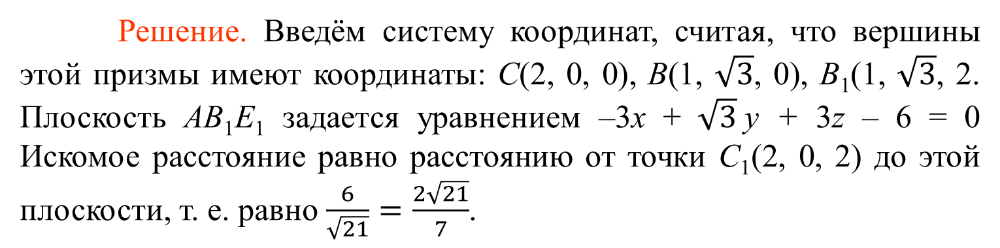 Решение. Введём систему координат, считая, что вершины
этой призмы имеют координаты: C(2, 0, 0), B(1, √3, 0), B₁(1, √3, 2.
Плоскость AB₁E₁ задается уравнением –3x + √3 y + 3z – 6 = 0
Искомое расстояние равно расстоянию от точки C₁(2, 0, 2) до этой
плоскости, т. е. равно 6/√21 = 2√21/7.